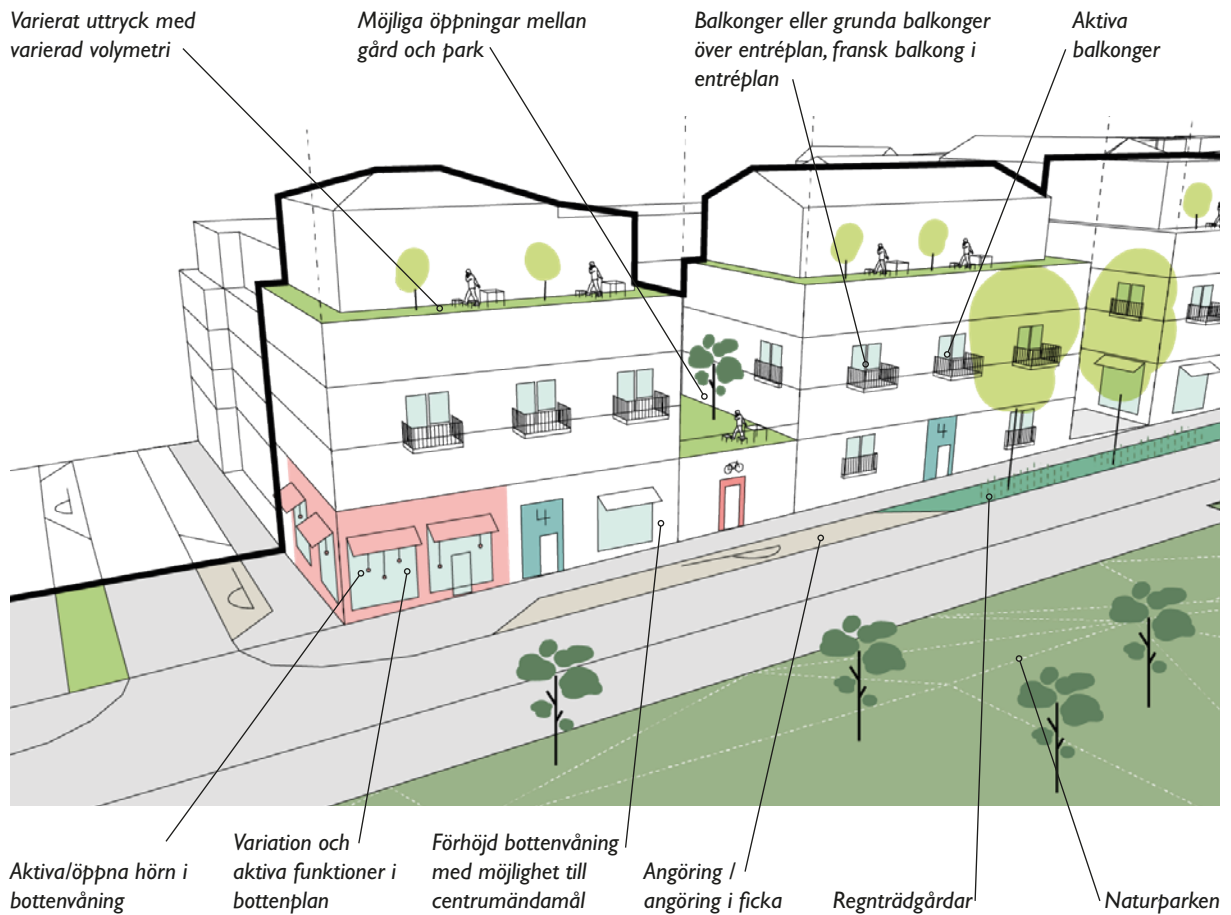 Varierat uttryck med
varierad volymetri
Möjliga öppningar mellan
gård och park
Balkonger eller grunda balkonger
över entréplan, fransk balkong i
entréplan
Aktiva
balkonger
4
4
Aktiva/öppna hörn i
bottenvåning
Variation och
aktiva funktioner i
bottenplan
Förhöjd bottenvåning
med möjlighet till
centrumändamål
Angöring /
angöring i ficka
Regnträdgårdar
Naturparken